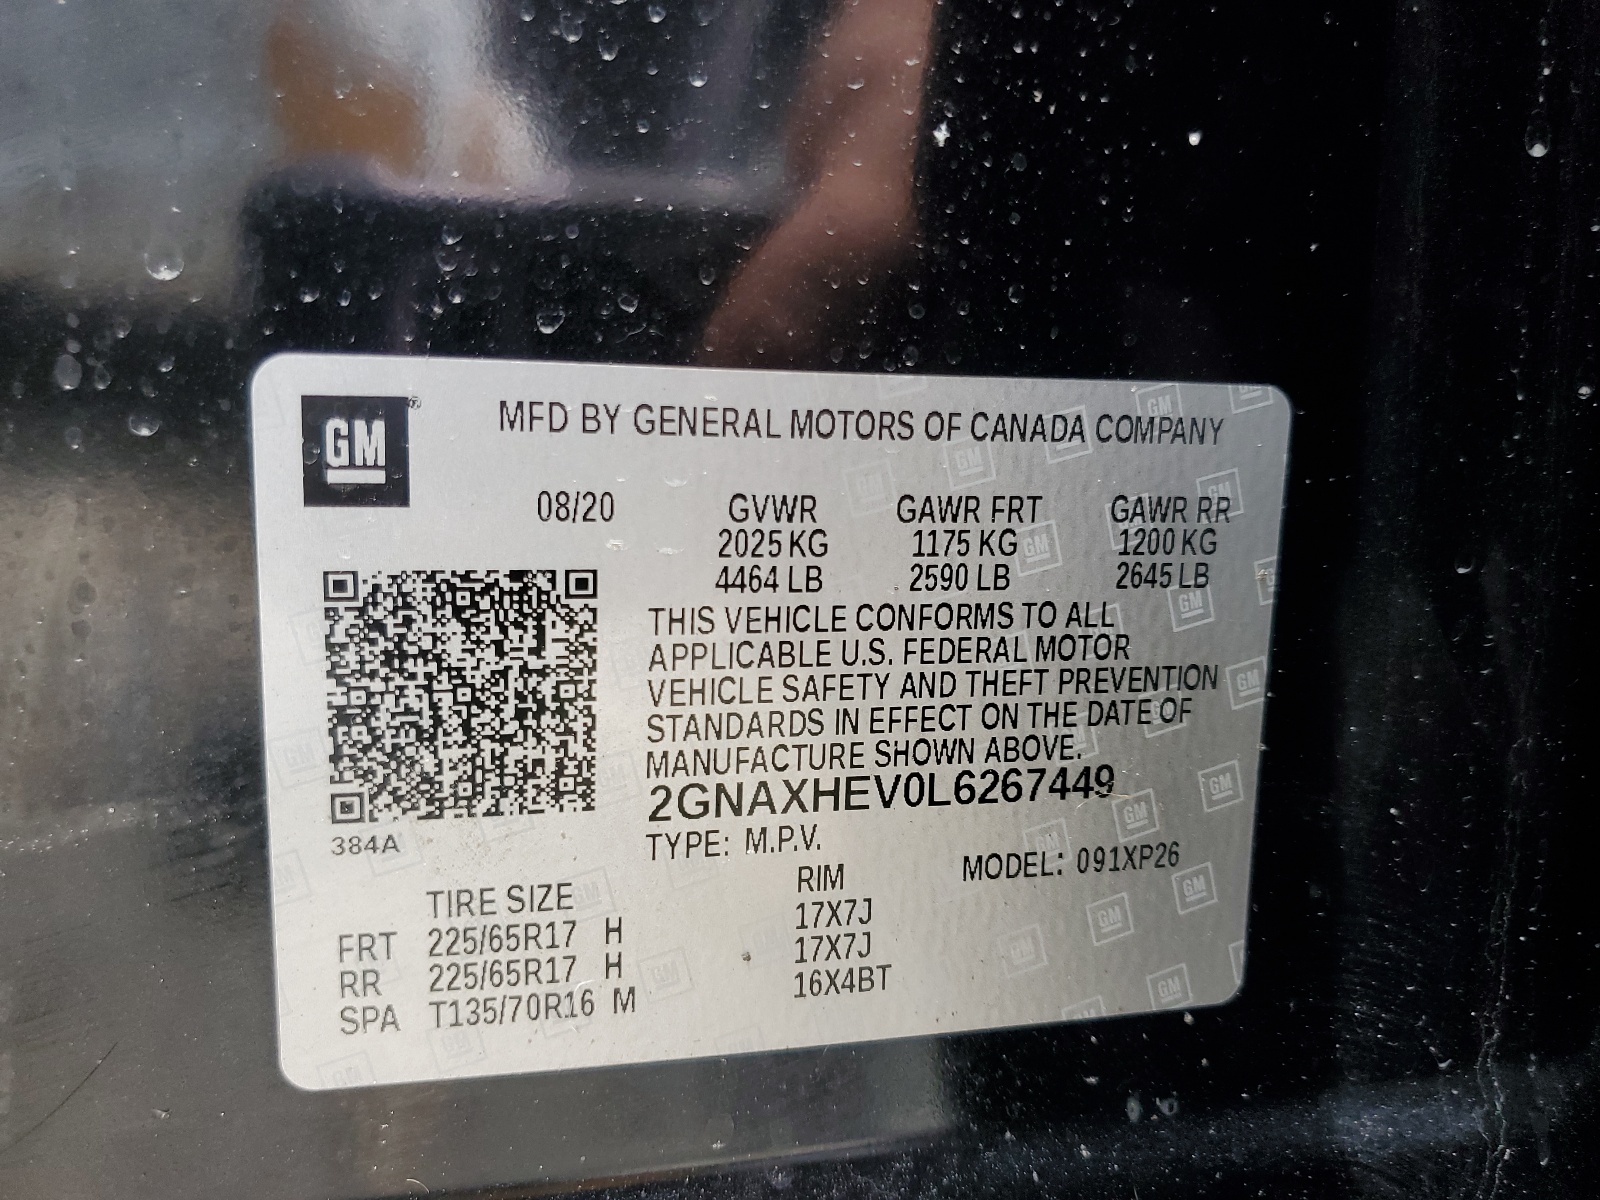 GM
MFD BY GENERAL MOTORS OF CANADA COMPANY
08/20 GVWR GAWR FRT GAWR RR
2025 KG 1175 KG 1200 KG
4464 LB 2590 LB 2645 LB
THIS VEHICLE CONFORMS TO ALL
APPLICABLE U.S. FEDERAL MOTOR
VEHICLE SAFETY AND THEFT PREVENTION
STANDARDS IN EFFECT ON THE DATE OF
MANUFACTURE SHOWN ABOVE.
2GNAXHEV0L6267449
384A
TYPE: M.P.V. MODEL: 091XP26
TIRE SIZE RIM
FRT 225/65R17 H 17X7J
RR 225/65R17 H 17X7J
SPA T135/70R16 M 16X4BT